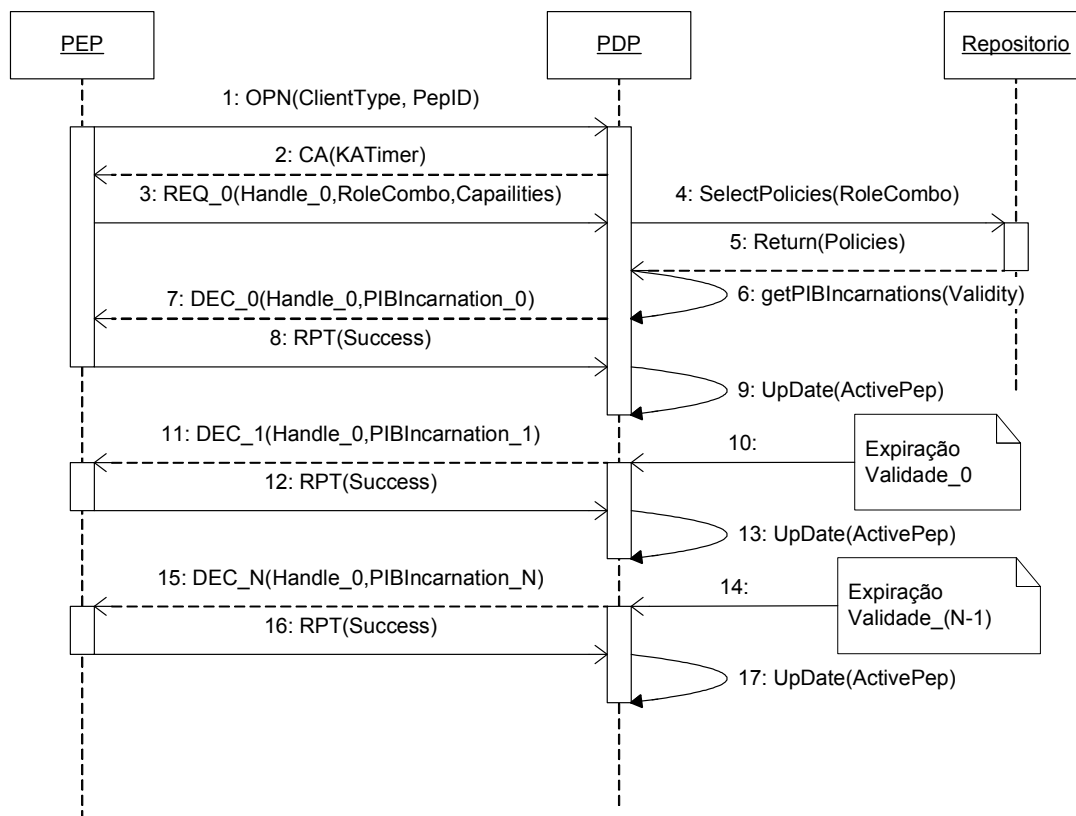 PEP
PDP
Repositorio
1: OPN(ClientType, PepID)
2: CA(KATimer)
3: REQ_0(Handle_0,RoleCombo,Capailities)
4: SelectPolicies(RoleCombo)
5: Return(Policies)
6: getPIBIncarnations(Validity)
7: DEC_0(Handle_0,PIBIncarnation_0)
8: RPT(Success)
9: UpDate(ActivePep)
11: DEC_1(Handle_0,PIBIncarnation_1)
10:
Expiração
Validade_0
12: RPT(Success)
13: UpDate(ActivePep)
15: DEC_N(Handle_0,PIBIncarnation_N)
14:
Expiração
Validade_(N-1)
16: RPT(Success)
17: UpDate(ActivePep)